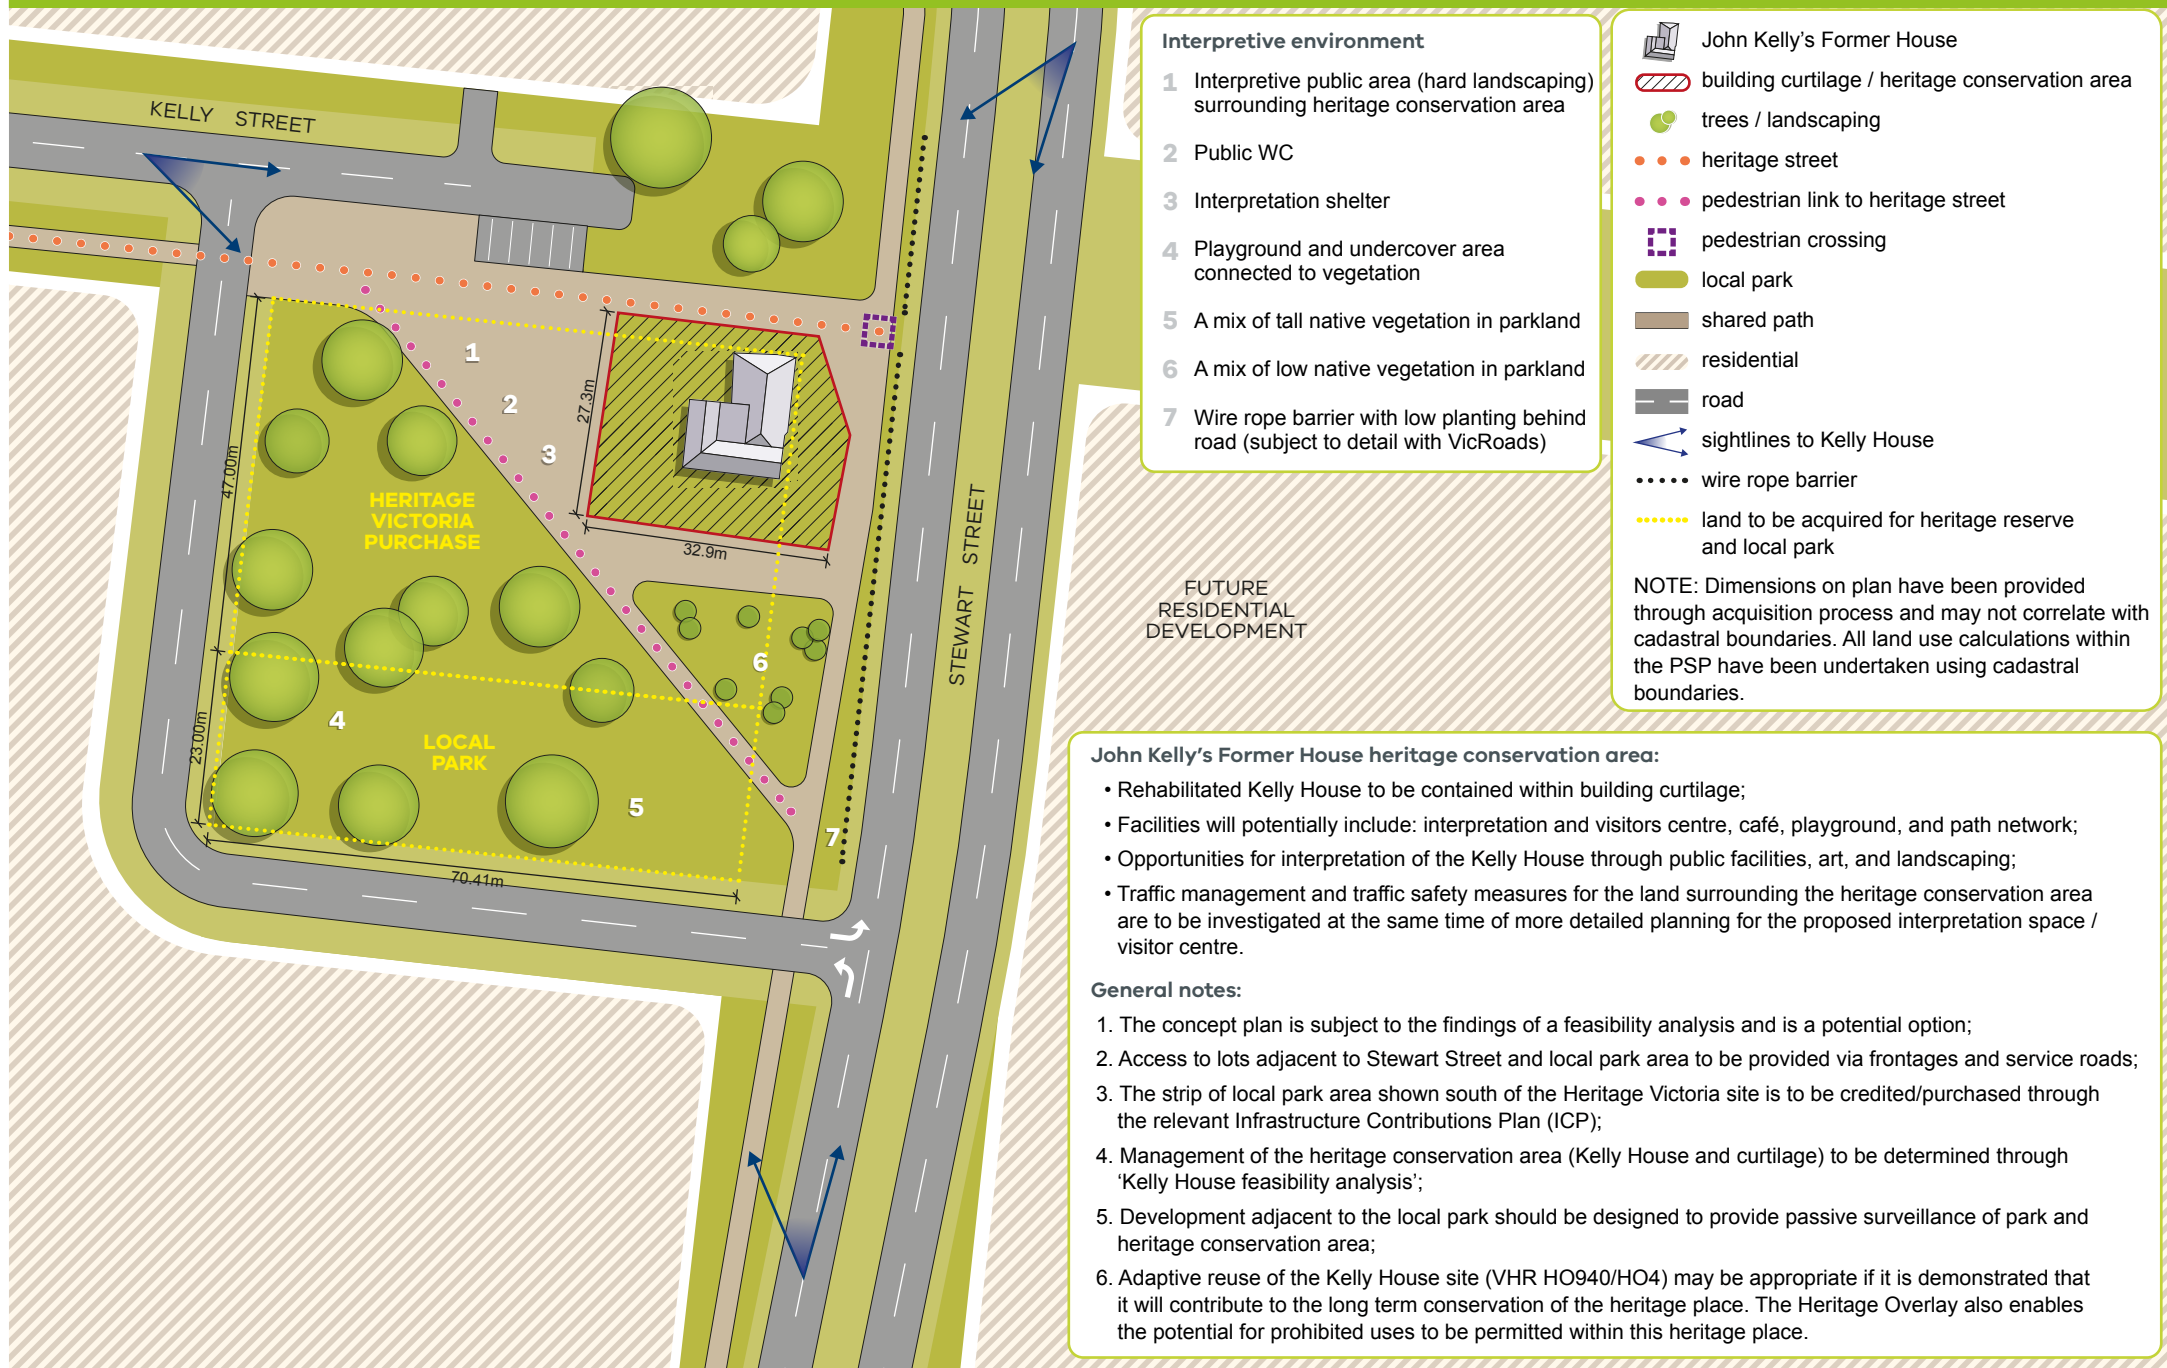 KELLY STREET
47.00m
27.3m
32.9m
23.00m
70.41m
1
2
3
HERITAGE
VICTORIA
PURCHASE
6
4
LOCAL
PARK
5
7
STEWART STREET
FUTURE
RESIDENTIAL
DEVELOPMENT
Interpretive environment
1 Interpretive public area (hard landscaping)
surrounding heritage conservation area
2 Public WC
3 Interpretation shelter
4 Playground and undercover area
connected to vegetation
5 A mix of tall native vegetation in parkland
6 A mix of low native vegetation in parkland
7 Wire rope barrier with low planting behind
road (subject to detail with VicRoads)
John Kelly's Former House
building curtilage / heritage conservation area
trees / landscaping
heritage street
pedestrian link to heritage street
pedestrian crossing
local park
shared path
residential
road
sightlines to Kelly House
wire rope barrier
land to be acquired for heritage reserve
and local park
NOTE: Dimensions on plan have been provided
through acquisition process and may not correlate with
cadastral boundaries. All land use calculations within
the PSP have been undertaken using cadastral
boundaries.
John Kelly's Former House heritage conservation area:
• Rehabilitated Kelly House to be contained within building curtilage;
• Facilities will potentially include: interpretation and visitors centre, café, playground, and path network;
• Opportunities for interpretation of the Kelly House through public facilities, art, and landscaping;
• Traffic management and traffic safety measures for the land surrounding the heritage conservation area
are to be investigated at the same time of more detailed planning for the proposed interpretation space /
visitor centre.
General notes:
1. The concept plan is subject to the findings of a feasibility analysis and is a potential option;
2. Access to lots adjacent to Stewart Street and local park area to be provided via frontages and service roads;
3. The strip of local park area shown south of the Heritage Victoria site is to be credited/purchased through
the relevant Infrastructure Contributions Plan (ICP);
4. Management of the heritage conservation area (Kelly House and curtilage) to be determined through
‘Kelly House feasibility analysis’;
5. Development adjacent to the local park should be designed to provide passive surveillance of park and
heritage conservation area;
6. Adaptive reuse of the Kelly House site (VHR HO940/HO4) may be appropriate if it is demonstrated that
it will contribute to the long term conservation of the heritage place. The Heritage Overlay also enables
the potential for prohibited uses to be permitted within this heritage place.